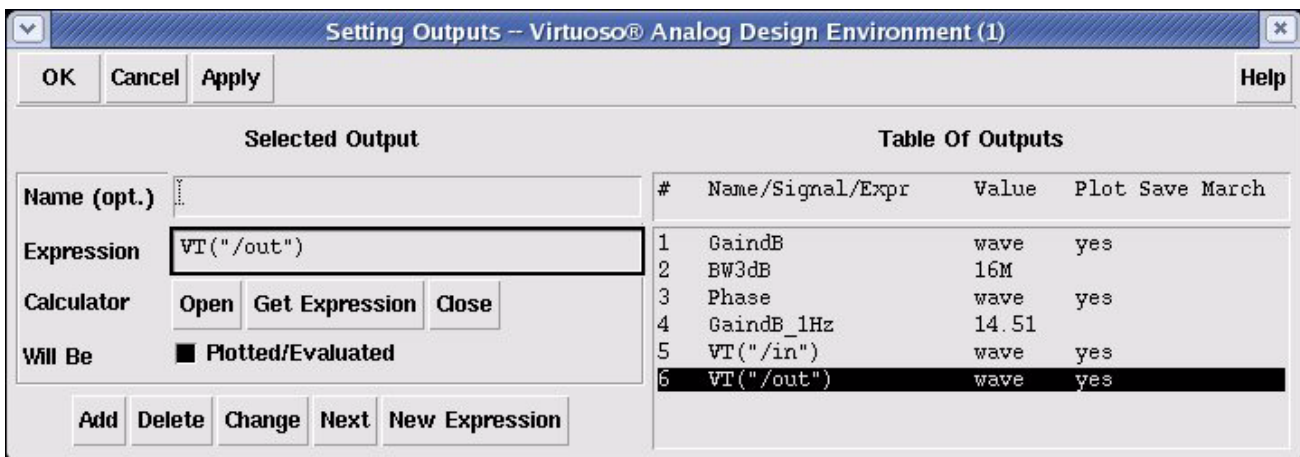 Setting Outputs -- Virtuoso® Analog Design Environment (1)
OK Cancel Apply Help
Selected Output
Name (opt.)
Expression VT("/out")
Calculator Open Get Expression Close
Will Be Plotted/Evaluated
Add Delete Change Next New Expression
Table Of Outputs
# Name/Signal/Expr Value Plot Save March
1 GaindB wave yes
2 BW3dB 16M
3 Phase wave yes
4 GaindB_1Hz 14.51
5 VT("/in") wave yes
6 VT("/out") wave yes